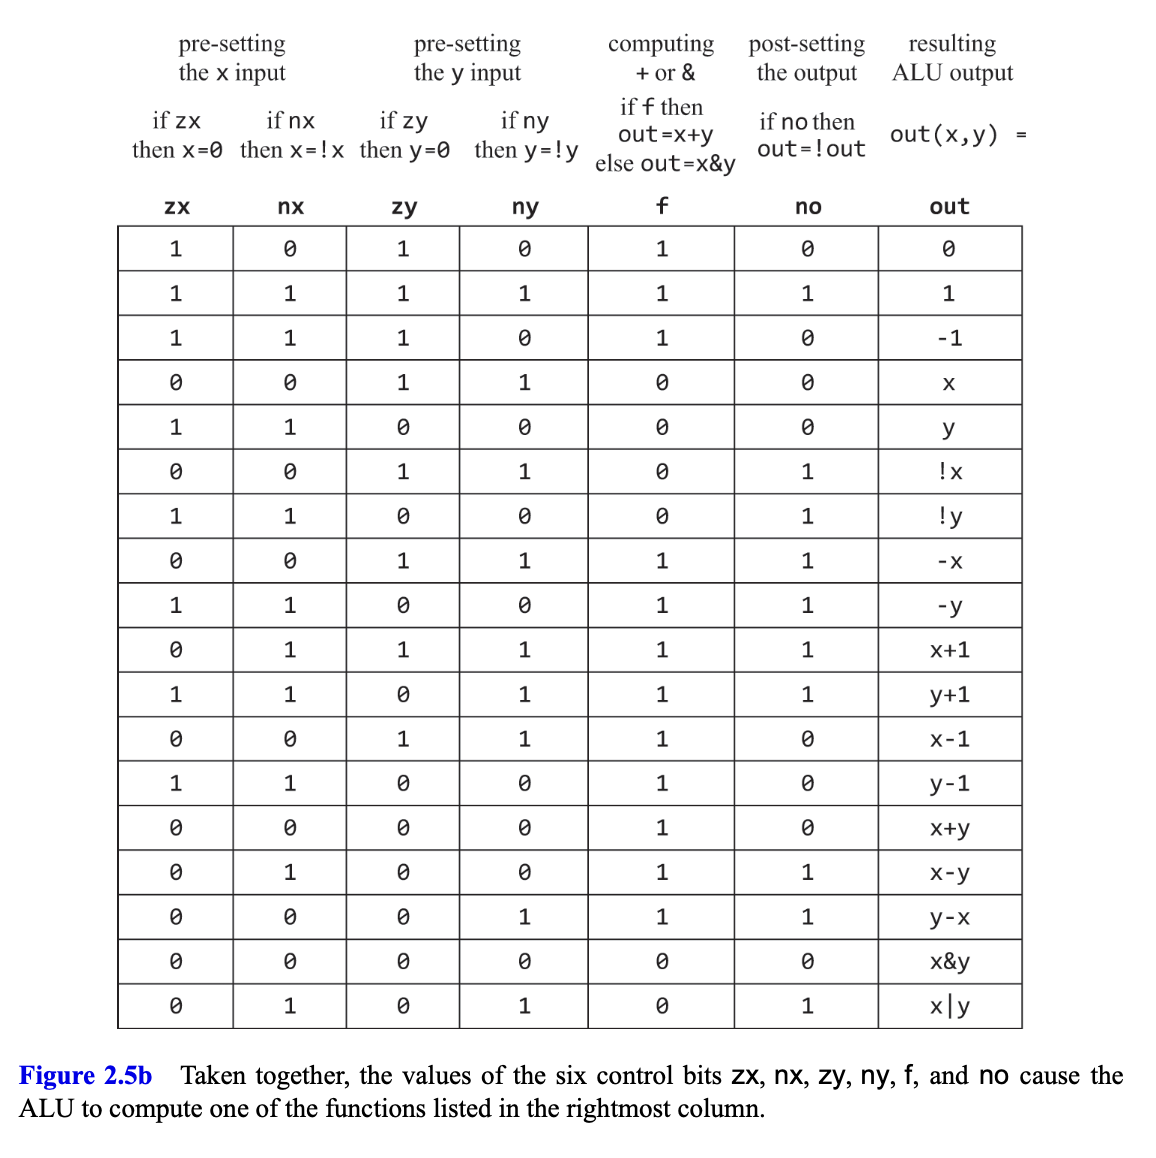 pre-setting pre-setting computing post-setting resulting
the x input the y input + or & the output ALU output
if zx if nx if zy if ny if f then if no then out(x,y) =
then x=0 then x=!x then y=0 then y=!y out=x+y out=!out
else out=x&y
zx nx zy ny f no out
1 0 1 0 1 0 0
1 1 1 1 1 1 1
1 1 1 0 1 0 -1
0 0 1 1 0 0 x
1 1 0 0 0 0 y
0 0 1 1 0 1 !x
1 1 0 0 0 1 !y
0 0 1 1 1 1 -x
1 1 0 0 1 1 -y
0 1 1 1 1 1 x+1
1 1 0 1 1 1 y+1
0 0 1 1 1 0 x-1
1 1 0 0 1 0 y-1
0 0 0 0 1 0 x+y
0 1 0 0 1 1 x-y
0 0 0 1 1 1 y-x
0 0 0 0 0 0 x&y
0 1 0 1 0 1 x|y
Figure 2.5b Taken together, the values of the six control bits zx, nx, zy, ny, f, and no cause the
ALU to compute one of the functions listed in the rightmost column.